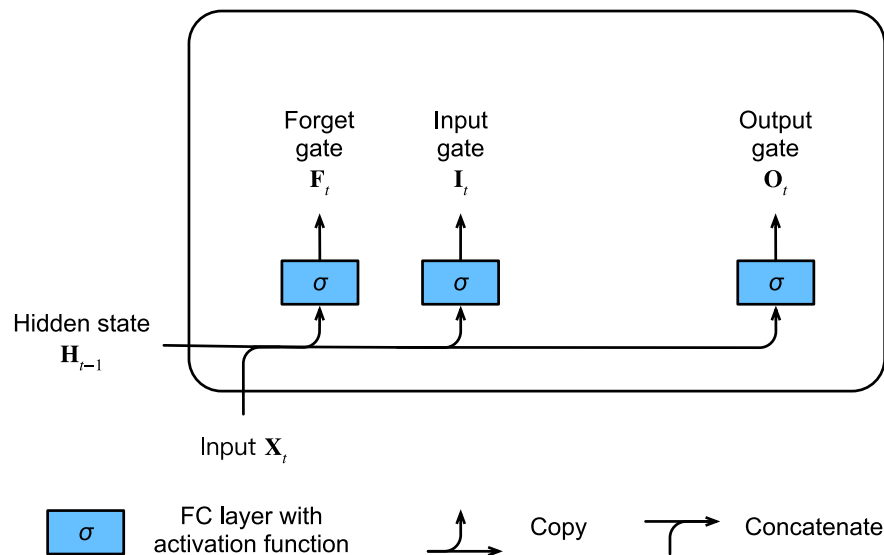 Forget
gate
Fₜ
Input
gate
Iₜ
Output
gate
Oₜ
σ
σ
σ
Hidden state
Hₜ₋₁
Input Xₜ
σ
FC layer with
activation function
Copy
Concatenate